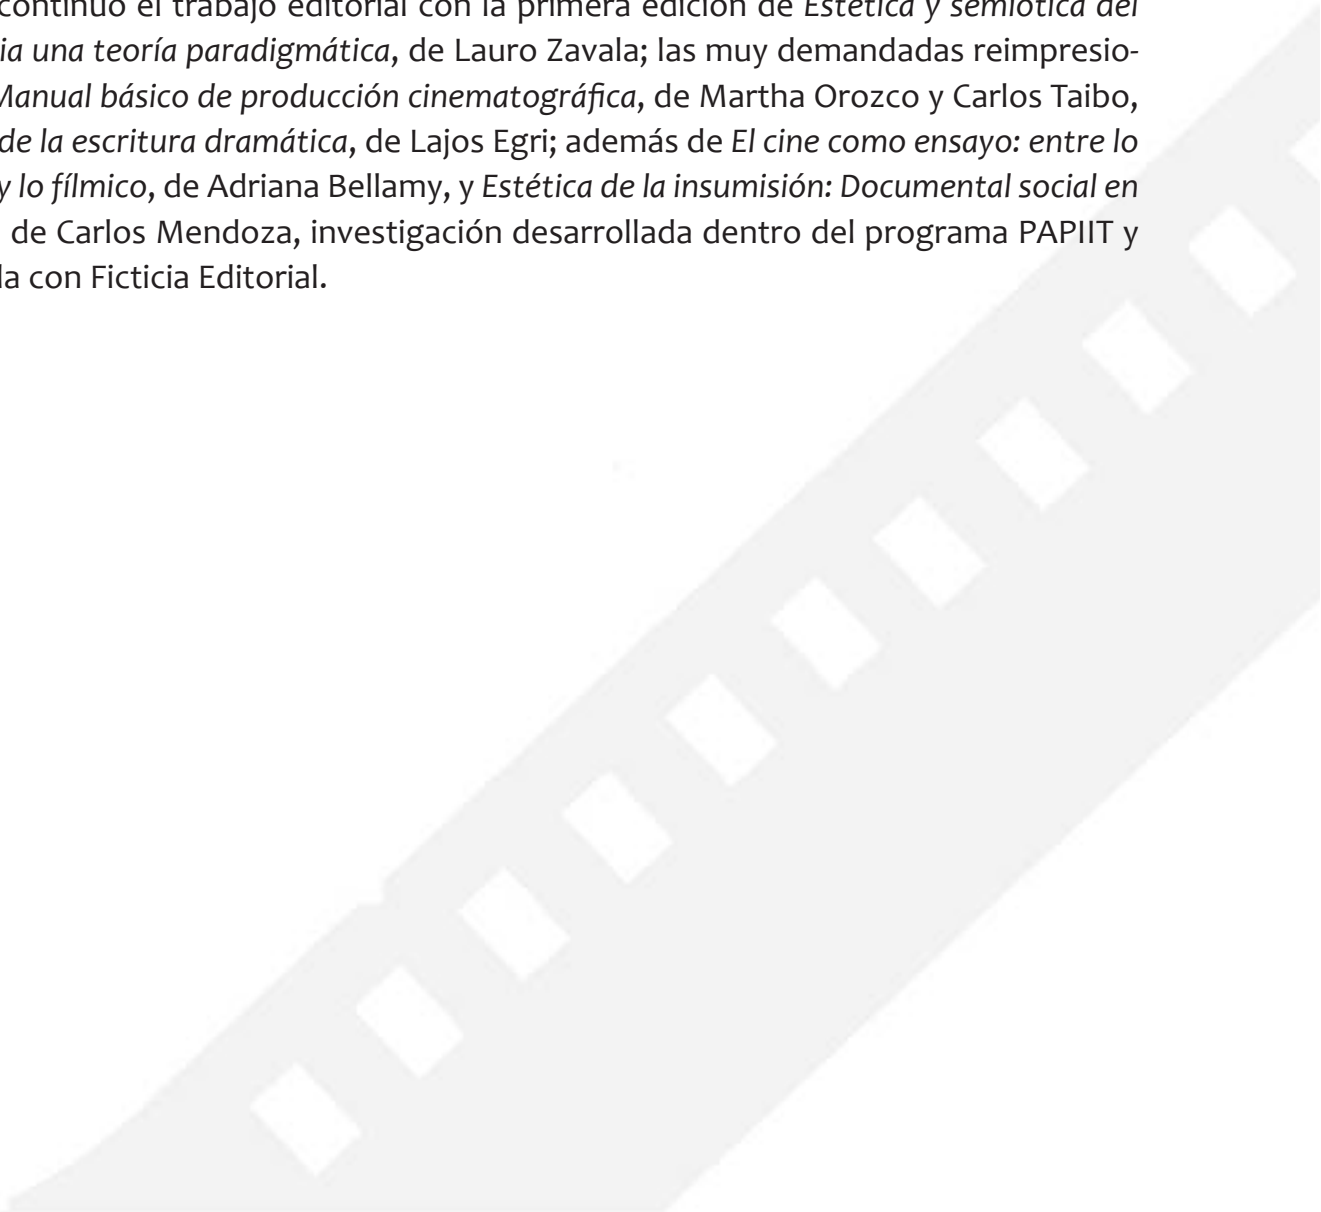 continuó el trabajo editorial con la primera edición de Estética y semiótica del
ia una teoría paradigmática, de Lauro Zavala; las muy demandadas reimpresio-
Manual básico de producción cinematográfica, de Martha Orozco y Carlos Taibo,
de la escritura dramática, de Lajos Egri; además de El cine como ensayo: entre lo
y lo fílmico, de Adriana Bellamy, y Estética de la insumisión: Documental social en
de Carlos Mendoza, investigación desarrollada dentro del programa PAPIIT y
da con Ficticia Editorial.